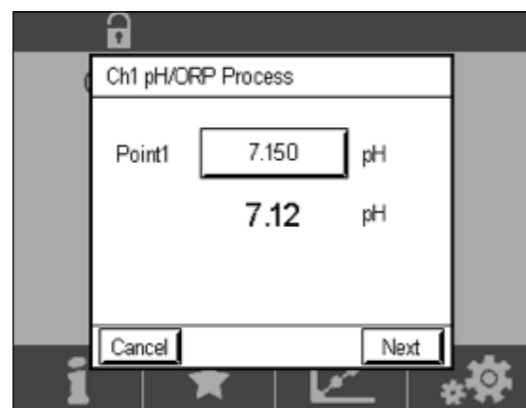 Ch1 pH/ORP Process
Point1 7.150 pH
7.12 pH
Cancel Next